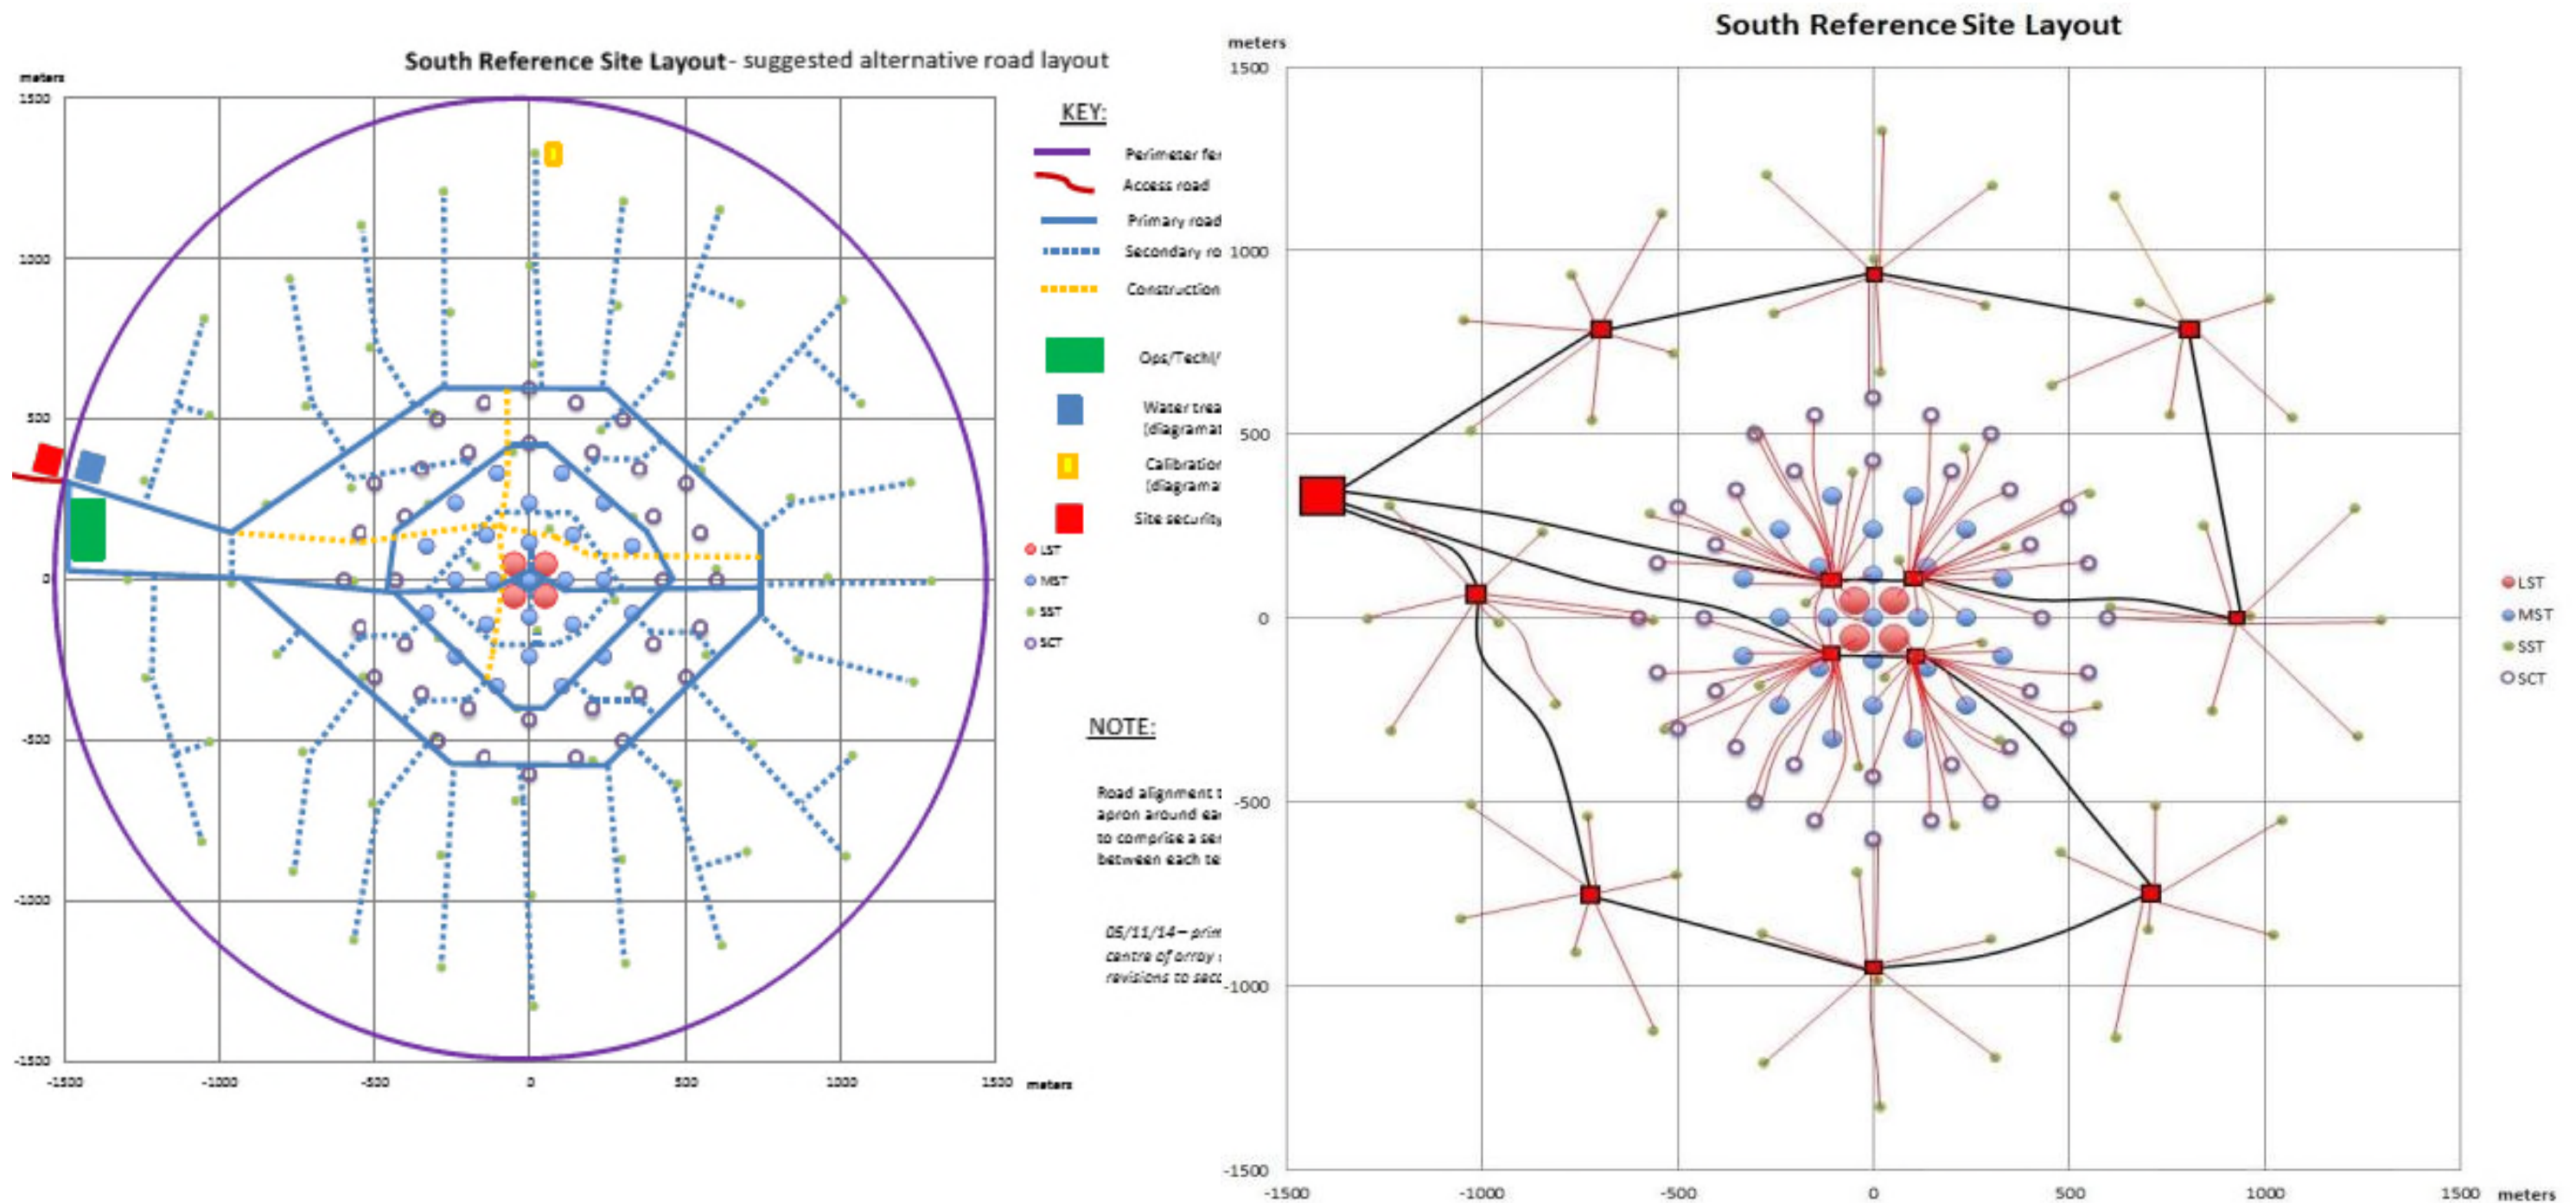 South Reference Site Layout - suggested alternative road layout
meters
1500
1000
500
0
-500
-1000
-1500
-1500 -1000 -500 0 500 1000 1500 meters
KEY:
Perimeter fer
Access road
Primary road
Secondary ro
Construction
Ops/Techl/
Water trea
(diagramat
Calibration
(diagramat
Site security
LST
MST
SST
SCT
NOTE:
Road alignment t
apron around ea
to comprise a ser
between each te
05/11/14 – prim
centre of array
revisions to seco
South Reference Site Layout
meters
1500
1000
500
0
-500
-1000
-1500
-1500 -1000 -500 0 500 1000 meters
LST
MST
SST
SCT